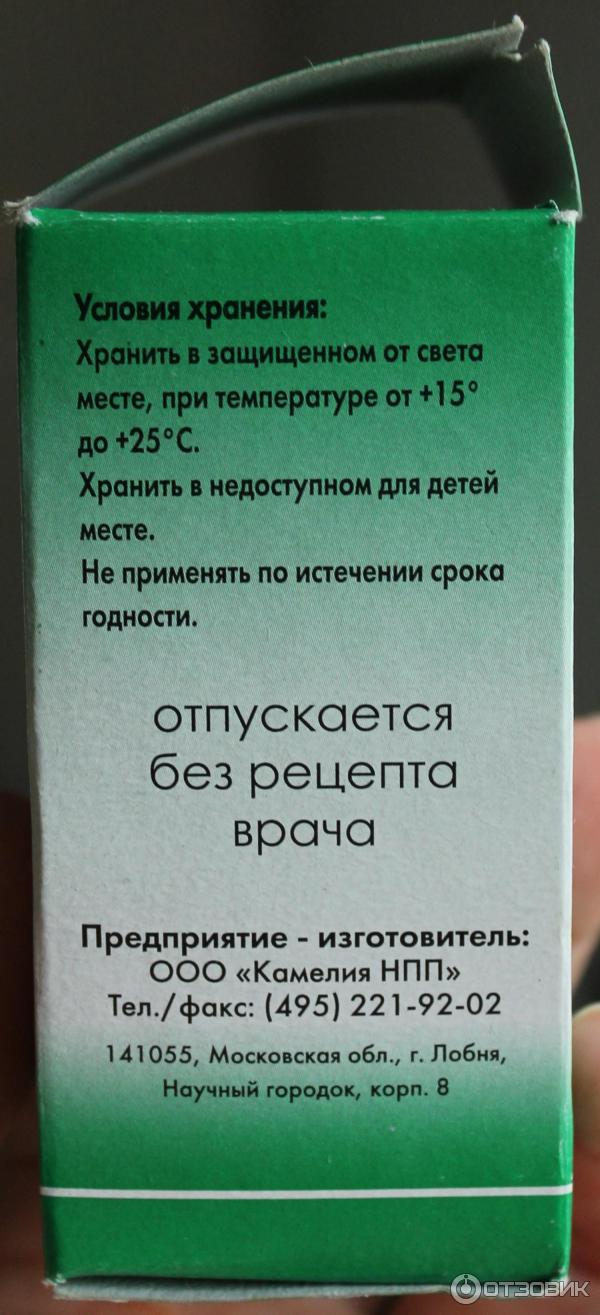 Условия хранения:
Хранить в защищенном от света
месте, при температуре от +15°
до +25°С.
Хранить в недоступном для детей
месте.
Не применять по истечении срока
годности.
отпускается
без рецепта
врача
Предприятие - изготовитель:
ООО «Камелия НПП»
Тел./факс: (495) 221-92-02
141055, Московская обл., г. Лобня,
Научный городок, корп. 8
ОТЗОВИК